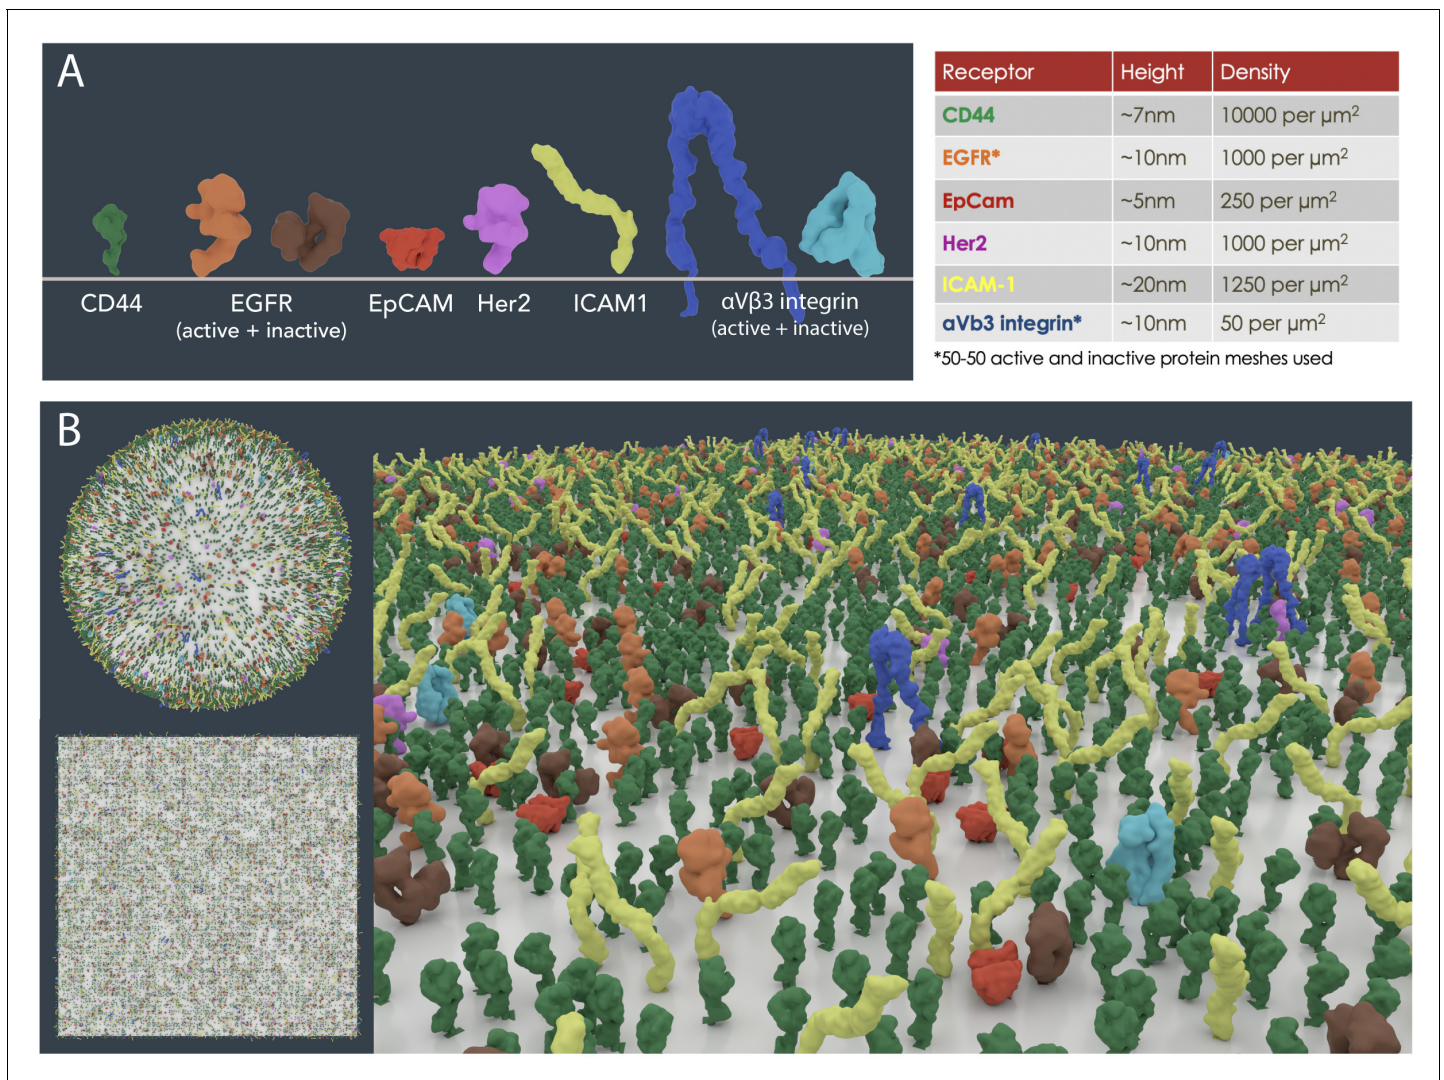 A
CD44
EGFR
(active + inactive)
EpCAM
Her2
ICAM1
αVβ3 integrin
(active + inactive)
Receptor Height Density
CD44 ~7nm 10000 per µm²
EGFR* ~10nm 1000 per µm²
EpCam ~5nm 250 per µm²
Her2 ~10nm 1000 per µm²
ICAM-1 ~20nm 1250 per µm²
αVb3 integrin* ~10nm 50 per µm²
*50-50 active and inactive protein meshes used
B